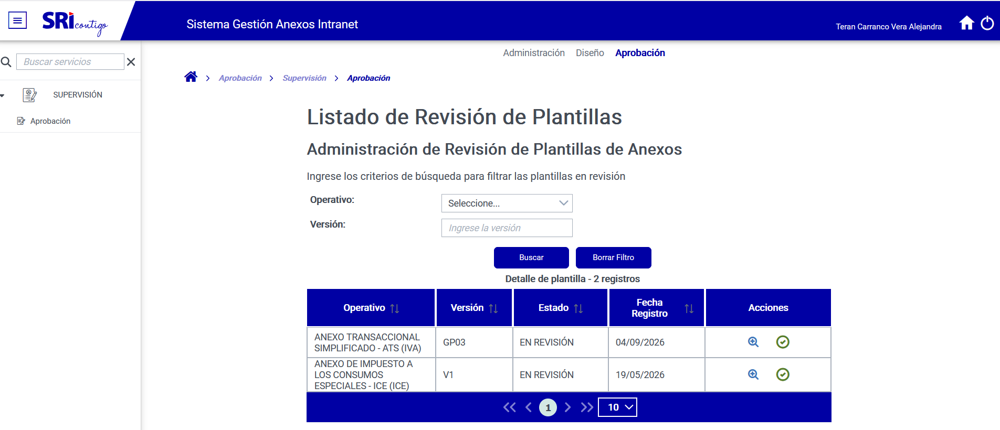 SRi contigo
Sistema Gestión Anexos Intranet
Teran Carranco Vera Alejandra
Buscar servicios
SUPERVISIÓN
Aprobación
Administración Diseño Aprobación
Aprobación > Supervisión > Aprobación
Listado de Revisión de Plantillas
Administración de Revisión de Plantillas de Anexos
Ingrese los criterios de búsqueda para filtrar las plantillas en revisión
Operativo: Seleccione...
Versión: Ingrese la versión
Buscar Borrar Filtro
Detalle de plantilla - 2 registros
Operativo Versión Estado Fecha Registro Acciones
ANEXO TRANSACCIONAL
SIMPLIFICADO - ATS (IVA) GP03 EN REVISIÓN 04/09/2026
ANEXO DE IMPUESTO A
LOS CONSUMOS
ESPECIALES - ICE (ICE) V1 EN REVISIÓN 19/05/2026
1 10